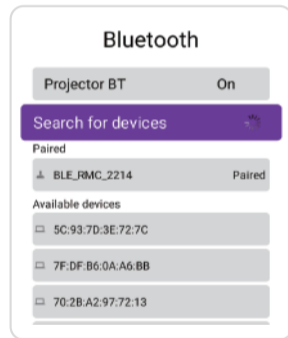 Bluetooth
Projector BT On
Search for devices
Paired
BLE_RMC_2214 Paired
Available devices
5C:93:7D:3E:72:7C
7F:DF:B6:0A:A6:BB
70:2B:A2:97:72:13